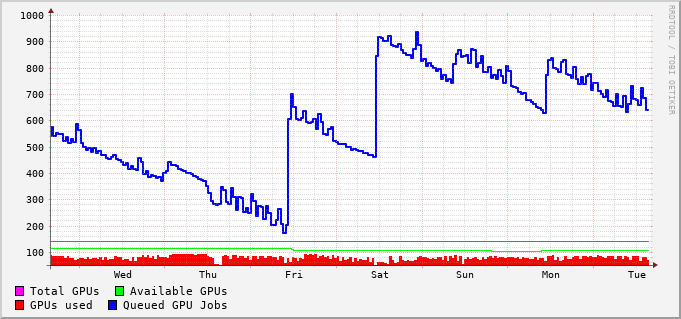 1000
900
800
700
600
500
400
300
200
100
Wed Thu Fri Sat Sun Mon Tue
Total GPUs Available GPUs
GPUs used Queued GPU Jobs
RRDTOOL / TOBI OETIKER